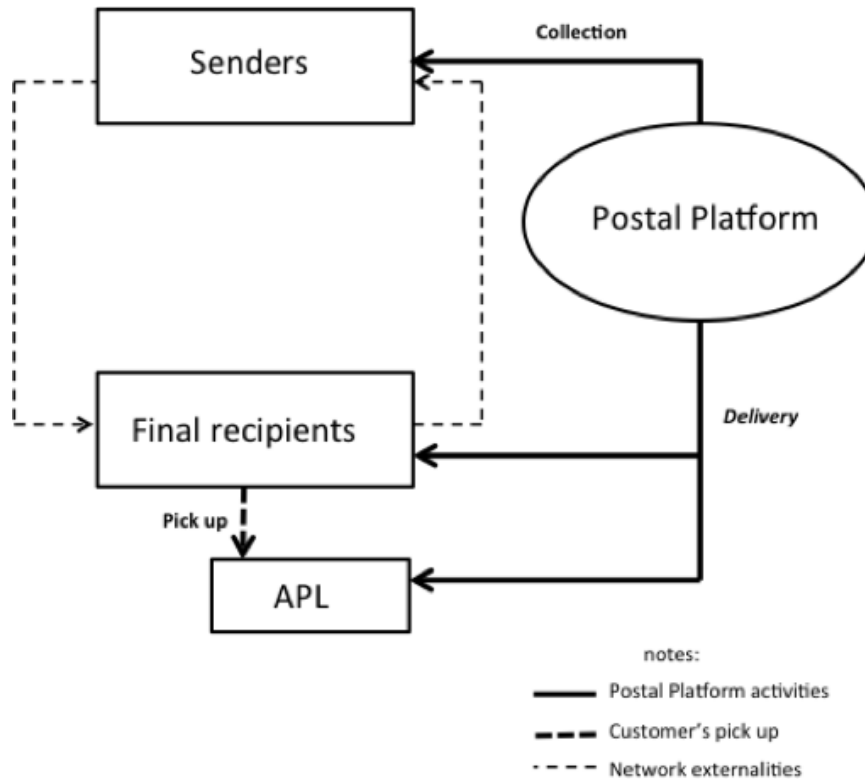 Collection
Senders
Postal Platform
Final recipients
Delivery
Pick up
APL
notes:
Postal Platform activities
Customer's pick up
Network externalities